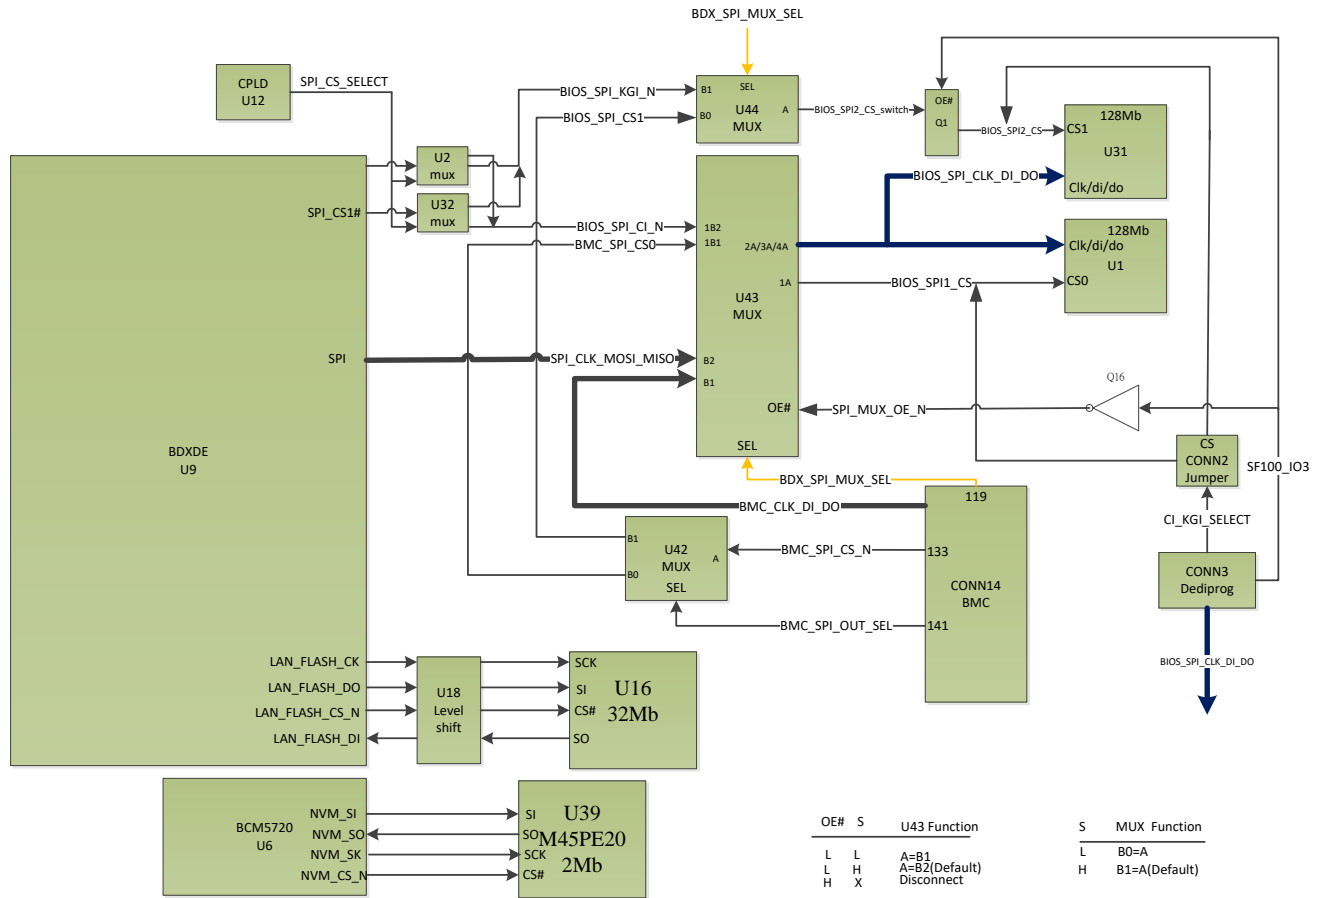 BDX_SPI_MUX_SEL
CPLD
U12
SPI_CS_SELECT
BIOS_SPI_KGI_N
BIOS_SPI_CS1
B1
SEL
U44
MUX
B0
A
BIOS_SPI2_CS_switch
OE#
Q1
BIOS_SPI2_CS
128Mb
CS1
U31
Clk/di/do
U2
mux
U32
mux
SPI_CS1#
BIOS_SPI_CLK_DI_DO
BIOS_SPI_CI_N
BMC_SPI_CS0
1B2
1B1
2A/3A/4A
1A
U43
MUX
B2
B1
OE#
SEL
128Mb
Clk/di/do
U1
CS0
BIOS_SPI1_CS
SPI
SPI_CLK_MOSI_MISO
Q16
SPI_MUX_OE_N
BDXDE
U9
CS
CONN2
Jumper
SF100_IO3
BDX_SPI_MUX_SEL
BMC_CLK_DI_DO
CI_KGI_SELECT
119
133
CONN14
BMC
141
BMC_SPI_CS_N
BMC_SPI_OUT_SEL
B1
U42
MUX
A
B0
SEL
CONN3
Dediprog
BIOS_SPI_CLK_DI_DO
LAN_FLASH_CK
LAN_FLASH_DO
LAN_FLASH_CS_N
LAN_FLASH_DI
U18
Level
shift
SCK
SI
CS#
SO
U16
32Mb
BCM5720
U6
NVM_SI
NVM_SO
NVM_SK
NVM_CS_N
SI
SO
SCK
CS#
U39
M45PE20
2Mb
OE# S U43 Function
L L A=B1
L H A=B2(Default)
H X Disconnect
S MUX Function
L B0=A
H B1=A(Default)